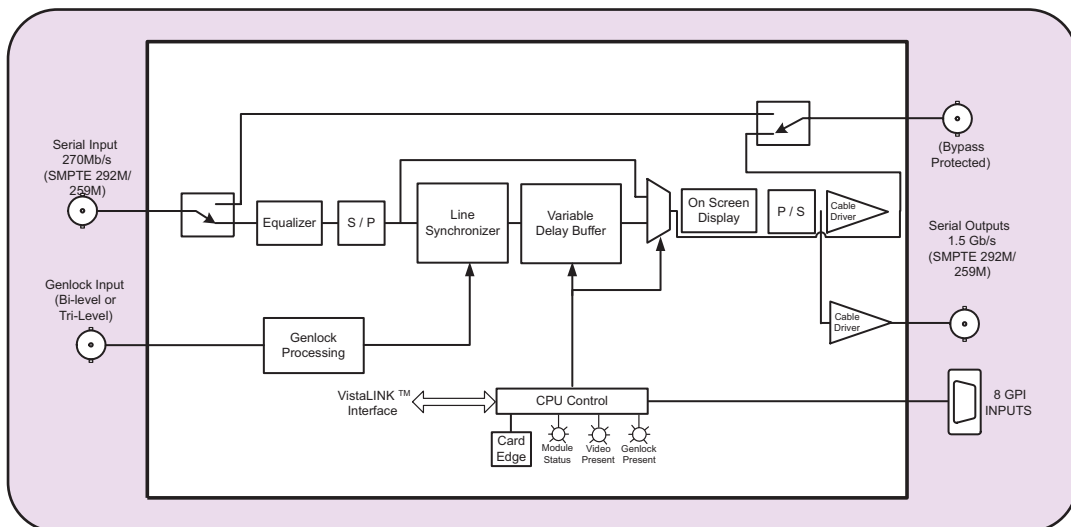 Serial Input
270Mb/s
(SMPTE 292M/
259M)
(Bypass
Protected)
Equalizer
S / P
Line
Synchronizer
Variable
Delay Buffer
On Screen
Display
P / S
Cable
Driver
Serial Outputs
1.5 Gb/s
(SMPTE 292M/
259M)
Genlock Input
(Bi-level or
Tri-Level)
Genlock
Processing
Cable
Driver
VistaLINK ™
Interface
CPU Control
8 GPI
INPUTS
Card
Edge
Module
Status
Video
Present
Genlock
Present